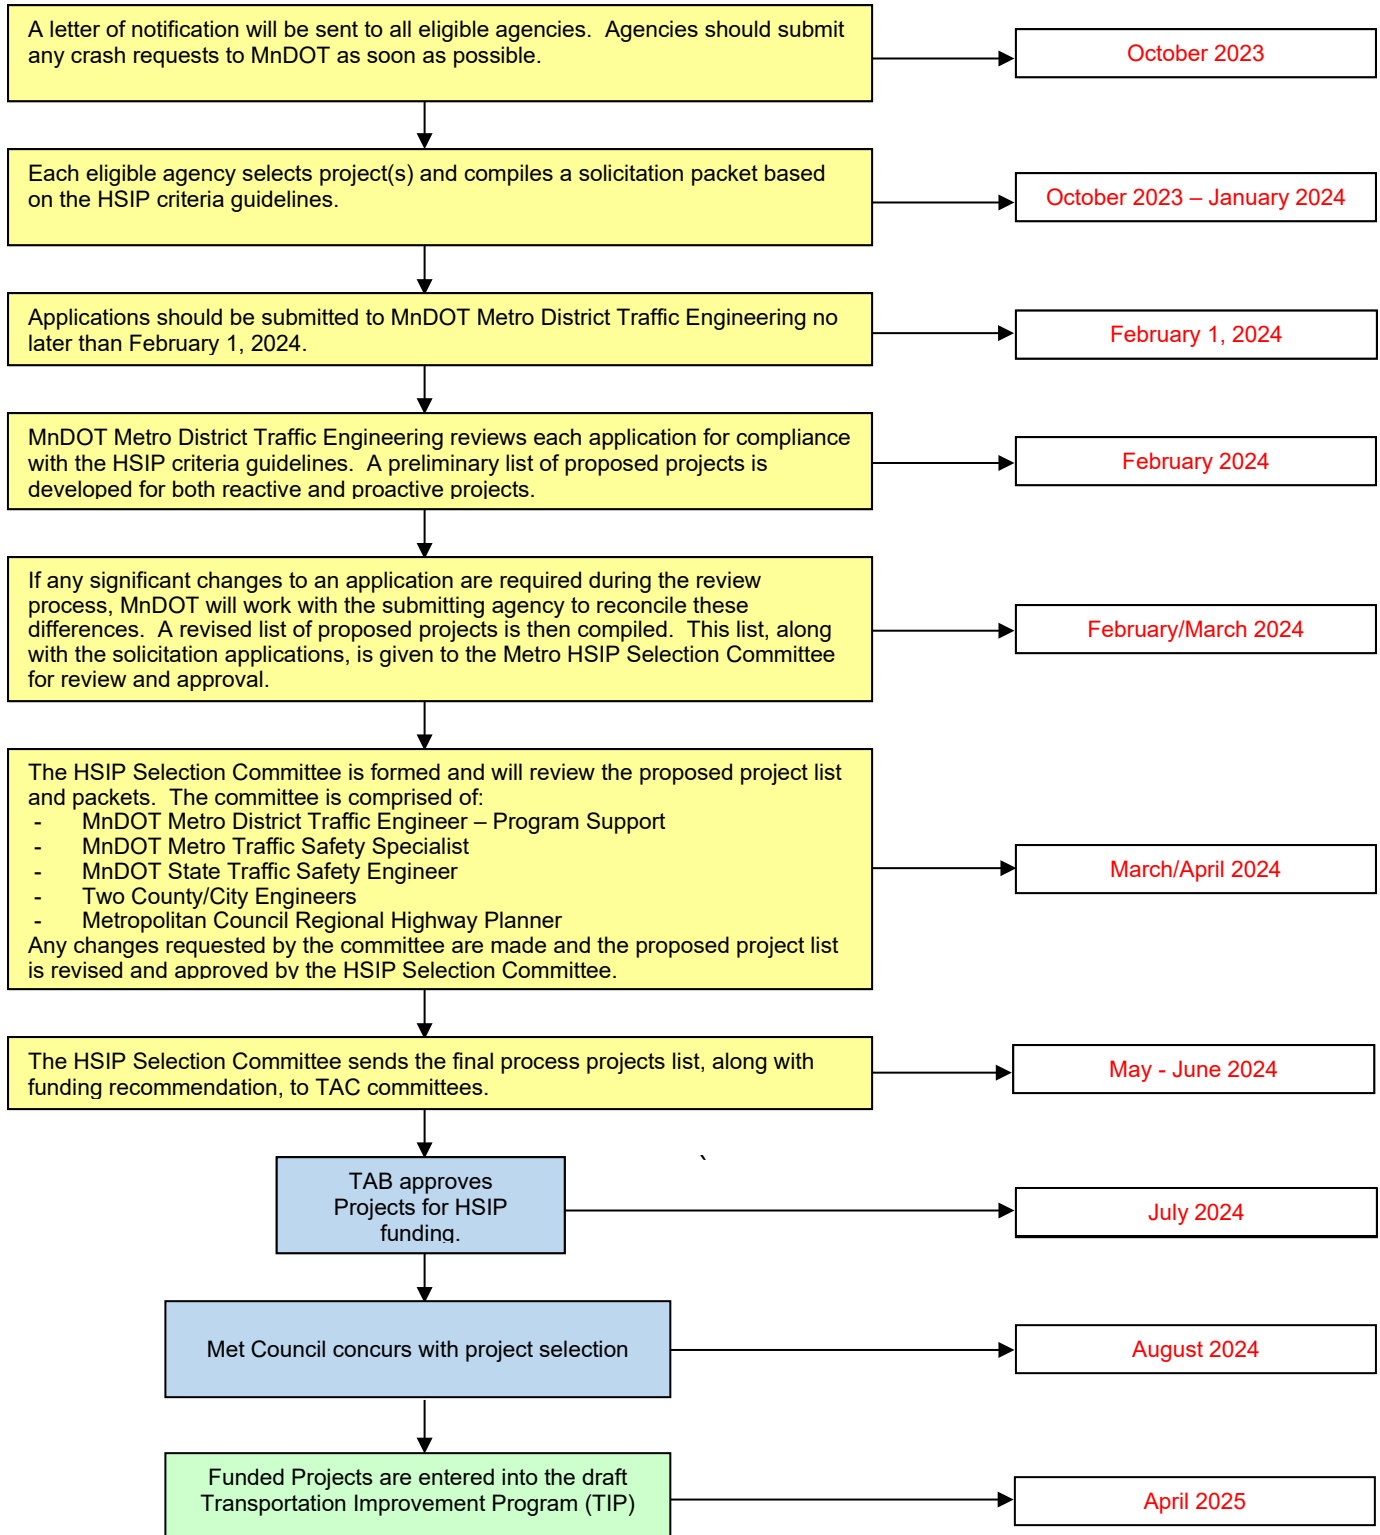 A letter of notification will be sent to all eligible agencies.  Agencies should submit
any crash requests to MnDOT as soon as possible.
October 2023
Each eligible agency selects project(s) and compiles a solicitation packet based
on the HSIP criteria guidelines.
October 2023 – January 2024
Applications should be submitted to MnDOT Metro District Traffic Engineering no
later than February 1, 2024.
February 1, 2024
MnDOT Metro District Traffic Engineering reviews each application for compliance
with the HSIP criteria guidelines.  A preliminary list of proposed projects is
developed for both reactive and proactive projects.
February 2024
If any significant changes to an application are required during the review
process, MnDOT will work with the submitting agency to reconcile these
differences.  A revised list of proposed projects is then compiled.  This list, along
with the solicitation applications, is given to the Metro HSIP Selection Committee
for review and approval.
February/March 2024
The HSIP Selection Committee is formed and will review the proposed project list
and packets.  The committee is comprised of:
- MnDOT Metro District Traffic Engineer – Program Support
- MnDOT Metro Traffic Safety Specialist
- MnDOT State Traffic Safety Engineer
- Two County/City Engineers
- Metropolitan Council Regional Highway Planner
Any changes requested by the committee are made and the proposed project list
is revised and approved by the HSIP Selection Committee.
March/April 2024
The HSIP Selection Committee sends the final process projects list, along with
funding recommendation, to TAC committees.
May - June 2024
`
TAB approves
Projects for HSIP
funding.
July 2024
Met Council concurs with project selection
August 2024
Funded Projects are entered into the draft
Transportation Improvement Program (TIP)
April 2025